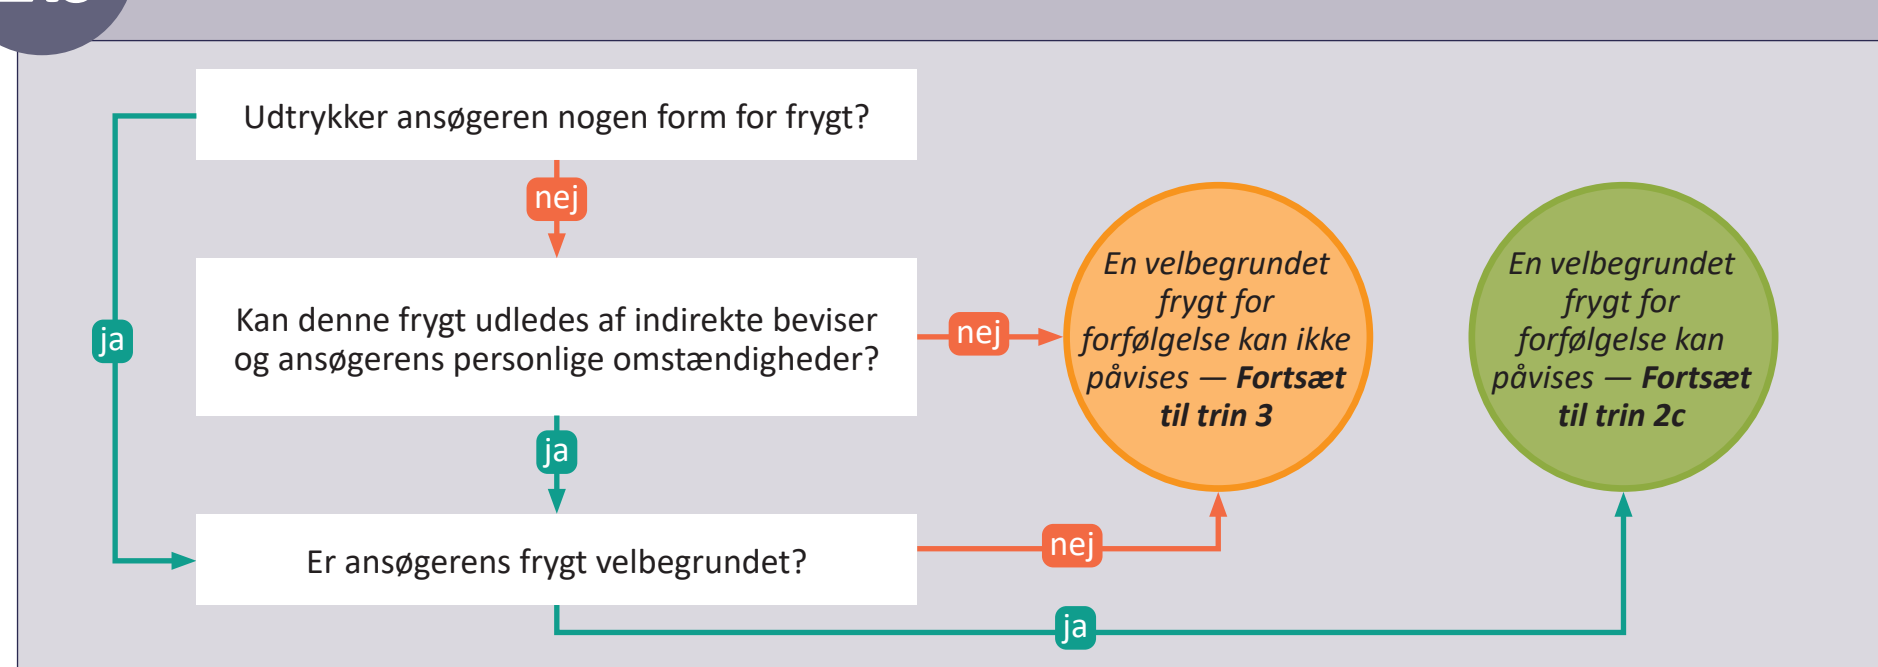 Udtrykker ansøgeren nogen form for frygt?
nej
Kan denne frygt udledes af indirekte beviser
og ansøgerens personlige omstændigheder?
ja
nej
ja
Er ansøgerens frygt velbegrundet?
nej
ja
En velbegrundet
frygt for
forfølgelse kan ikke
påvises — Fortsæt
til trin 3
En velbegrundet
frygt for
forfølgelse kan
påvises — Fortsæt
til trin 2c